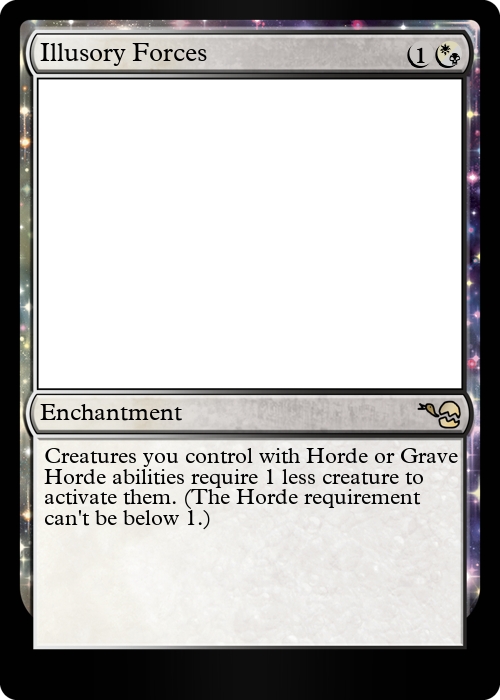 Illusory Forces
1
Enchantment
Creatures you control with Horde or Grave
Horde abilities require 1 less creature to
activate them. (The Horde requirement
can't be below 1.)